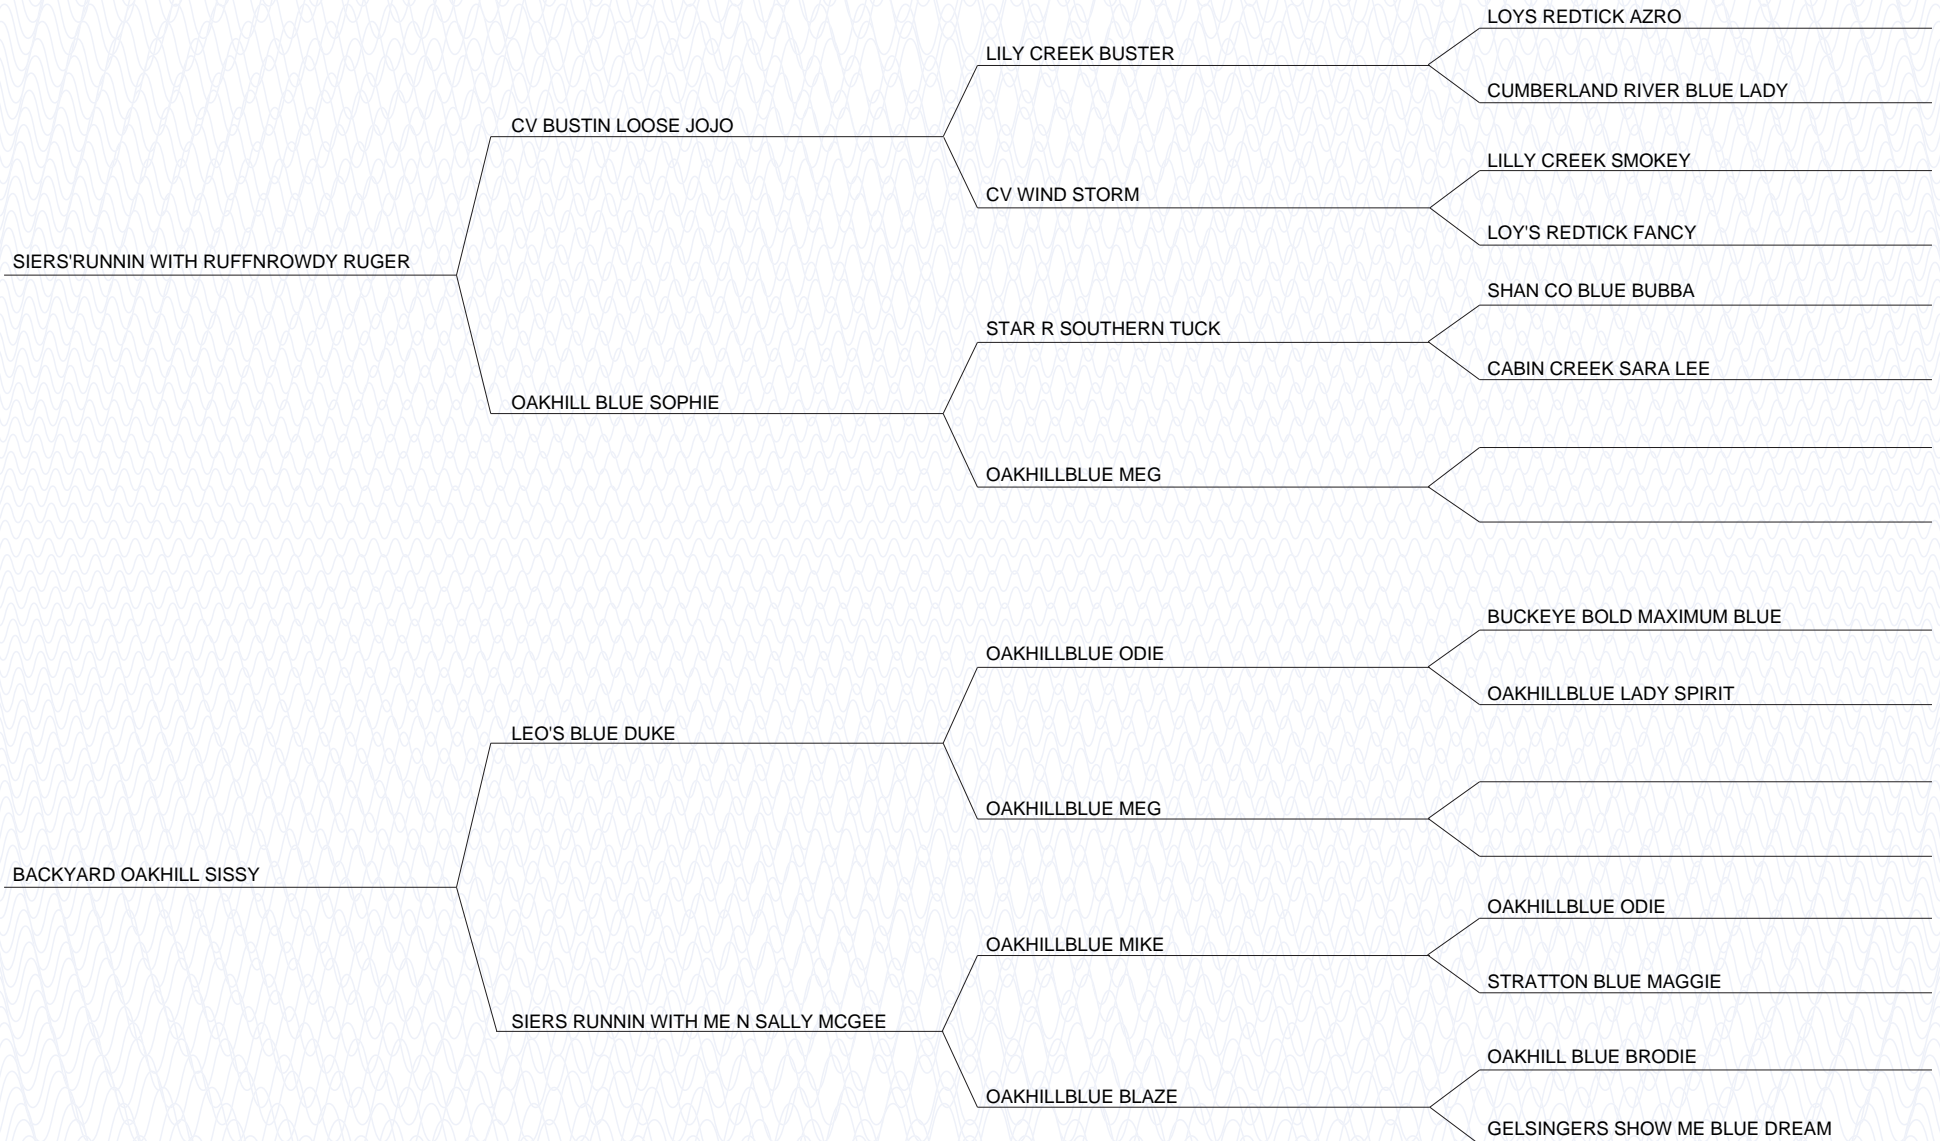 LOYS REDTICK AZRO
LILY CREEK BUSTER
CUMBERLAND RIVER BLUE LADY
CV BUSTIN LOOSE JOJO
LILLY CREEK SMOKEY
CV WIND STORM
LOY'S REDTICK FANCY
SIERS'RUNNIN WITH RUFFNROWDY RUGER
SHAN CO BLUE BUBBA
STAR R SOUTHERN TUCK
CABIN CREEK SARA LEE
OAKHILL BLUE SOPHIE
OAKHILLBLUE MEG
BUCKEYE BOLD MAXIMUM BLUE
OAKHILLBLUE ODIE
OAKHILLBLUE LADY SPIRIT
LEO'S BLUE DUKE
OAKHILLBLUE MEG
BACKYARD OAKHILL SISSY
OAKHILLBLUE ODIE
OAKHILLBLUE MIKE
STRATTON BLUE MAGGIE
SIERS RUNNIN WITH ME N SALLY MCGEE
OAKHILL BLUE BRODIE
OAKHILLBLUE BLAZE
GELSINGERS SHOW ME BLUE DREAM